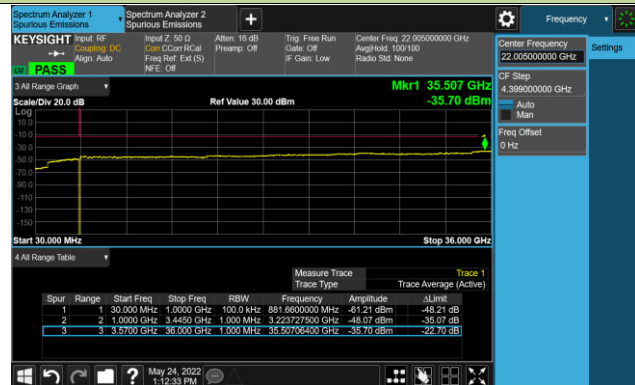 Spectrum Analyzer 1
Spurious Emissions
Spectrum Analyzer 2
Spurious Emissions
+
Frequency
KEYSIGHT
Input: RF
Coupling: DC
Align: Auto
Input Z: 50 Ω
Corr CCorr RCal
Freq Ref: Ext (S)
NFE: Off
Atten: 16 dB
Preamp: Off
Trig: Free Run
Gate: Off
IF Gain: Low
Center Freq: 22.005000000 GHz
Avg|Hold: 100/100
Radio Std: None
PASS
Center Frequency
22.005000000 GHz
Settings
CF Step
4.399000000 GHz
Auto
Man
Freq Offset
0 Hz
3 All Range Graph
Mkr1 35.507 GHz
Scale/Div 20.0 dB
Ref Value 30.00 dBm
-35.70 dBm
Log
10.0
-10.0
-30.0
-50.0
-70.0
-90.0
-110
-130
-150
Start 30.000 MHz
Stop 36.000 GHz
4 All Range Table
Measure Trace Trace 1
Trace Type Trace Average (Active)
Spur Range Start Freq Stop Freq RBW Frequency Amplitude ΔLimit
1 1 30.000 MHz 1.0000 GHz 100.0 kHz 881.6600000 MHz -61.21 dBm -48.21 dB
2 2 1.0000 GHz 3.4450 GHz 1.000 MHz 3.223727500 GHz -48.07 dBm -35.07 dB
3 3 3.5700 GHz 36.000 GHz 1.000 MHz 35.50706400 GHz -35.70 dBm -22.70 dB
?
May 24, 2022
1:12:33 PM